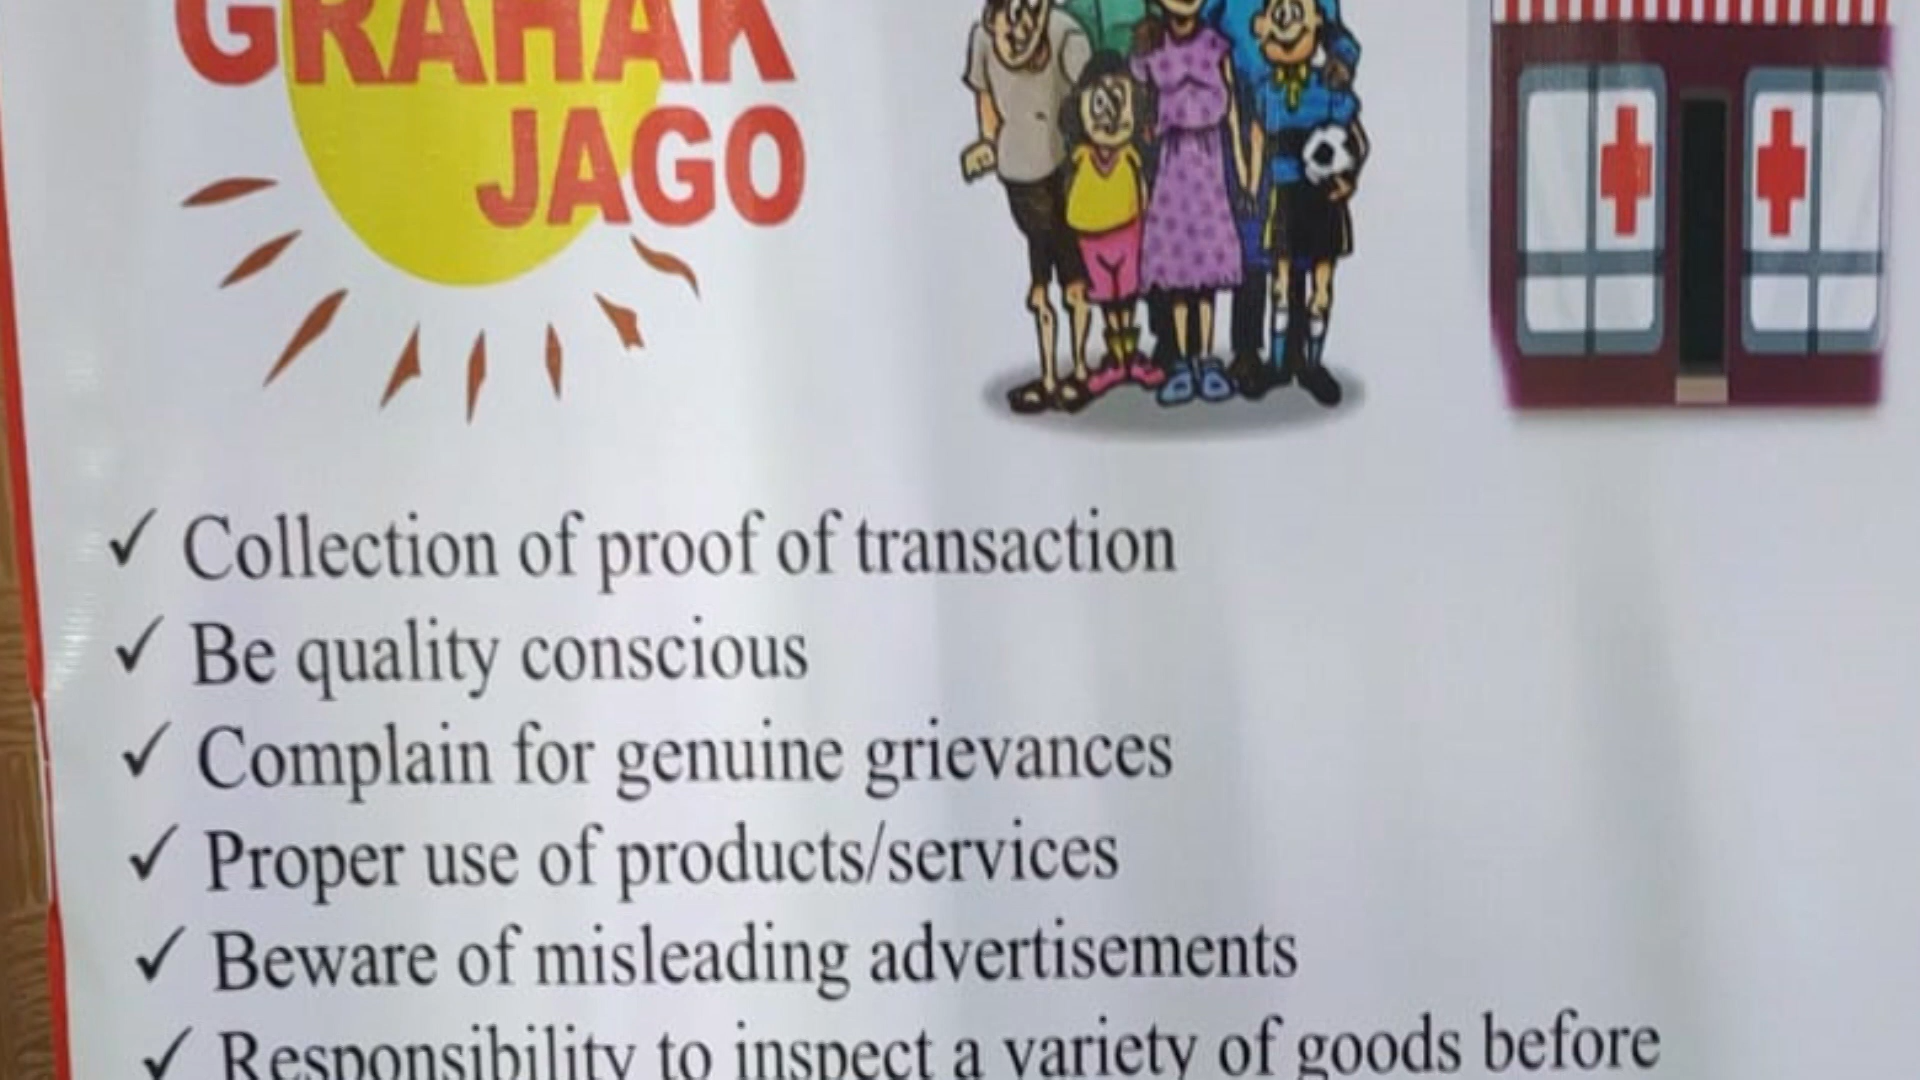 GRAHAK
JAGO
✓ Collection of proof of transaction
✓ Be quality conscious
✓ Complain for genuine grievances
✓ Proper use of products/services
✓ Beware of misleading advertisements
✓ Responsibility to inspect a variety of goods before